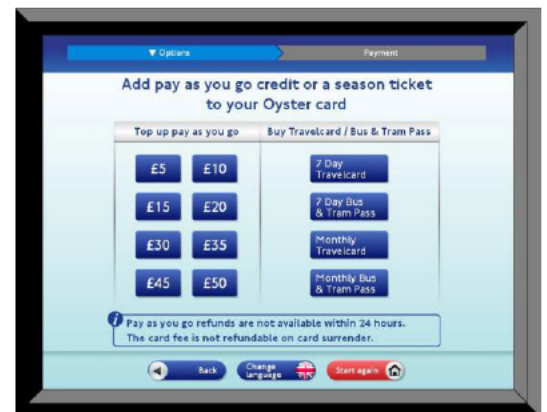 Options
Payment
Add pay as you go credit or a season ticket
to your Oyster card
Top up pay as you go
Buy Travelcard / Bus & Tram Pass
£5
£10
7 Day
Travelcard
£15
£20
7 Day Bus
& Tram Pass
£30
£35
Monthly
Travelcard
£45
£50
Monthly Bus
& Tram Pass
i
Pay as you go refunds are not available within 24 hours.
The card fee is not refundable on card surrender.
Back
Change
language
Start again